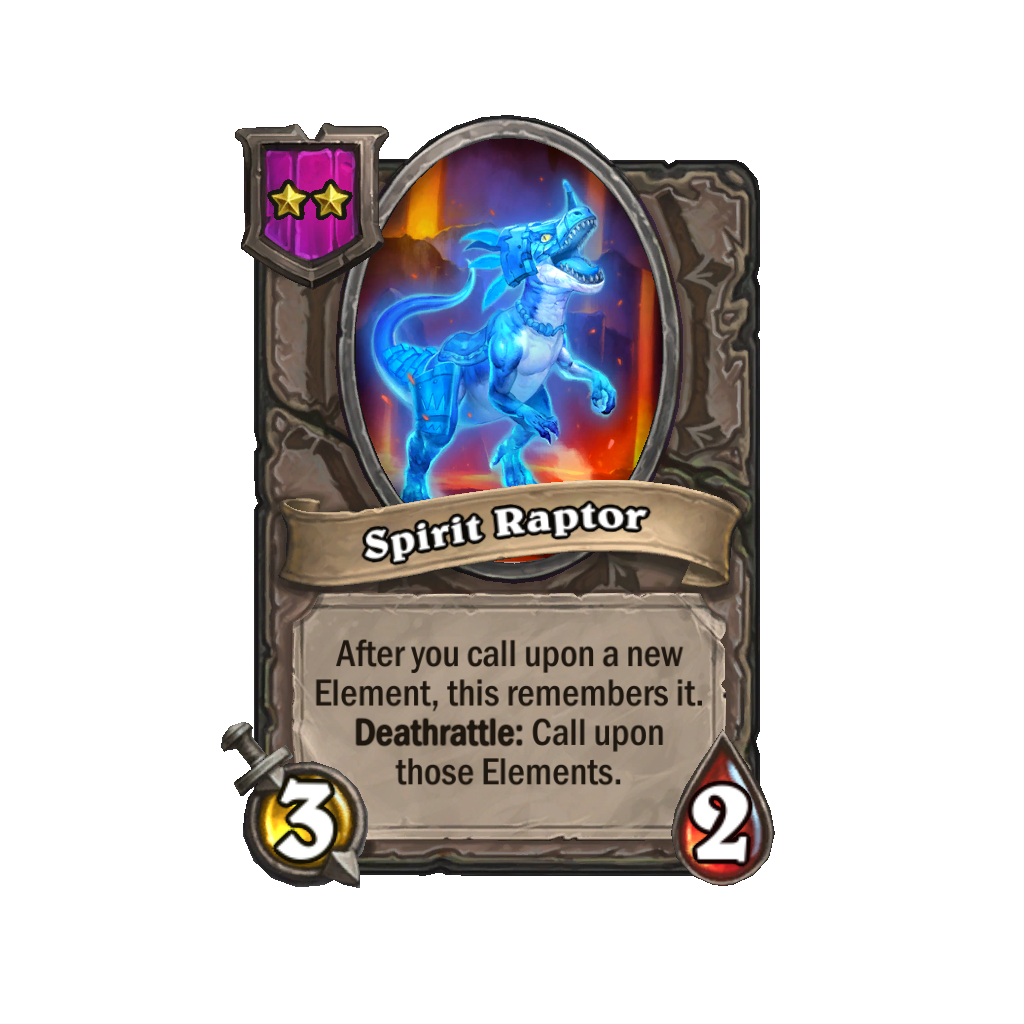 Spirit Raptor
After you call upon a new
Element, this remembers it.
Deathrattle: Call upon
those Elements.
3
2